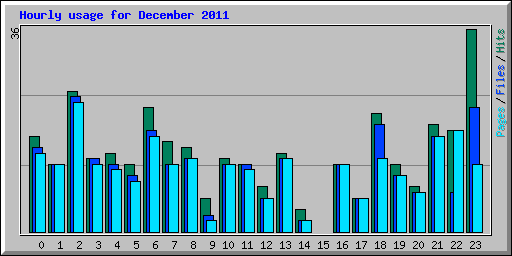 Hourly usage for December 2011
36
Pages/Files/Hits
0 1 2 3 4 5 6 7 8 9 10 11 12 13 14 15 16 17 18 19 20 21 22 23